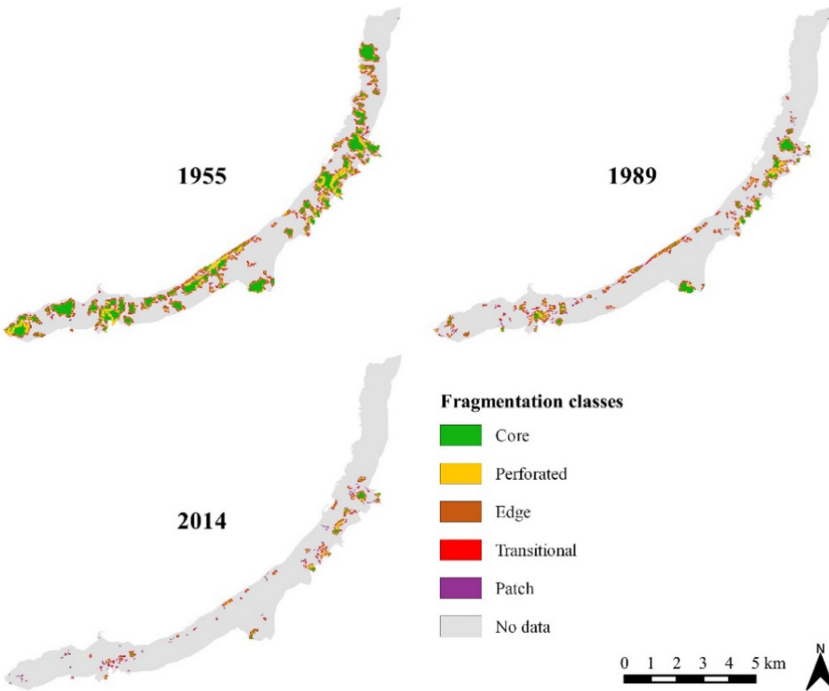 1955
1989
2014
Fragmentation classes
Core
Perforated
Edge
Transitional
Patch
No data
0 1 2 3 4 5 km
N